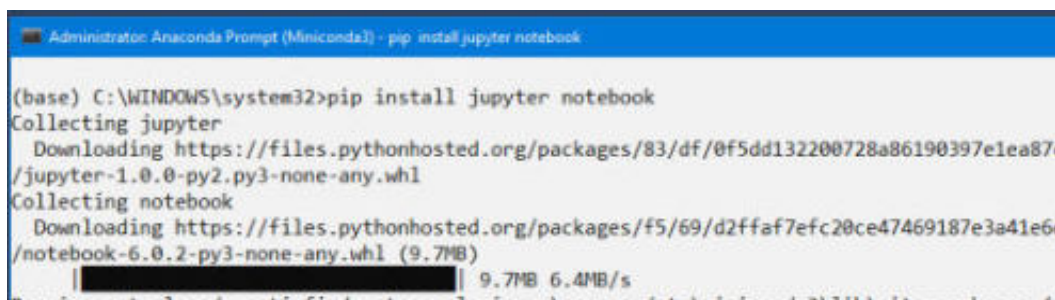 Administrator: Anaconda Prompt (Miniconda3) - pip install jupyter notebook
(base) C:\WINDOWS\system32>pip install jupyter notebook
Collecting jupyter
Downloading https://files.pythonhosted.org/packages/83/df/0f5dd132200728a86190397e1ea87
/jupyter-1.0.0-py2.py3-none-any.whl
Collecting notebook
Downloading https://files.pythonhosted.org/packages/f5/69/d2ffaf7efc20ce47469187e3a41e6
/notebook-6.0.2-py3-none-any.whl (9.7MB)
| | 9.7MB 6.4MB/s